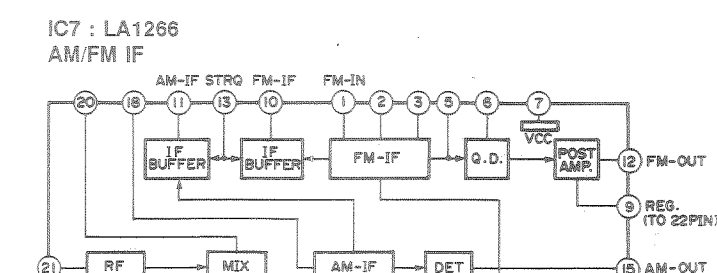 IC7 : LA1266
AM/FM IF
AM-IF STRQ FM-IF FM-IN
20 18 11 13 10 1 2 3 5 6 7
VCC
IF BUFFER IF BUFFER FM-IF Q.D. POST AMP.
12 FM-OUT
9 REG.
(TO 22PIN)
21 RF MIX AM-IF DET 15 AM-OUT